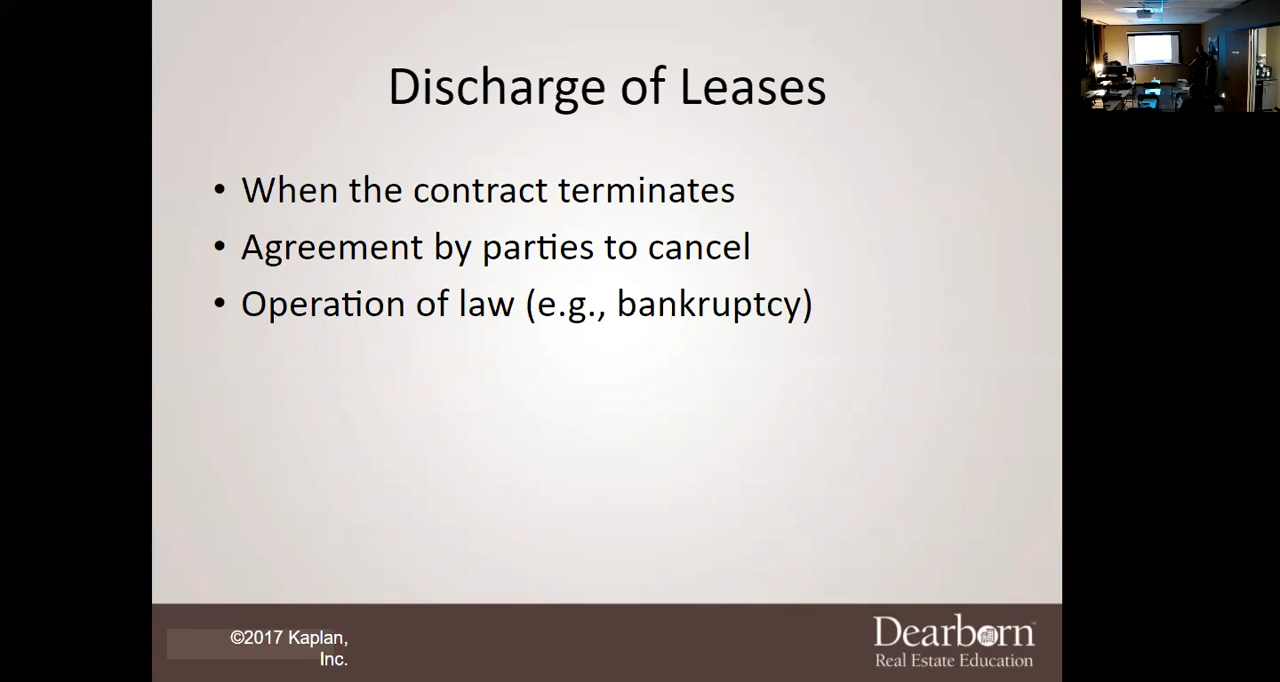 Discharge of Leases
• When the contract terminates
• Agreement by parties to cancel
• Operation of law (e.g., bankruptcy)
©2017 Kaplan,
Inc.
Dearborn™
Real Estate Education